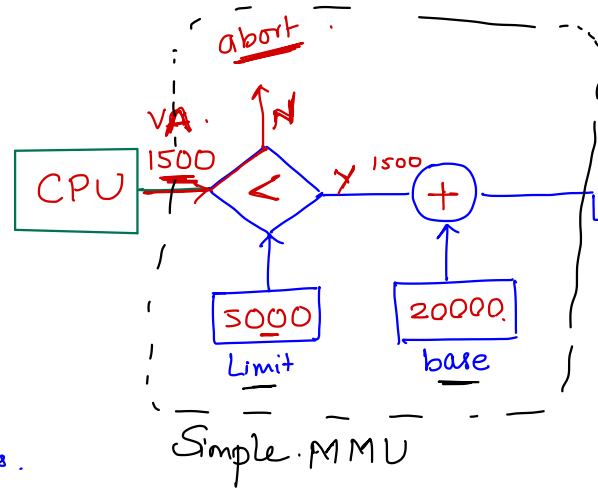 abort
VA.
1500
N
CPU
<
Y
1500
+
5000
20000.
Limit
base
Simple. MMU
s.